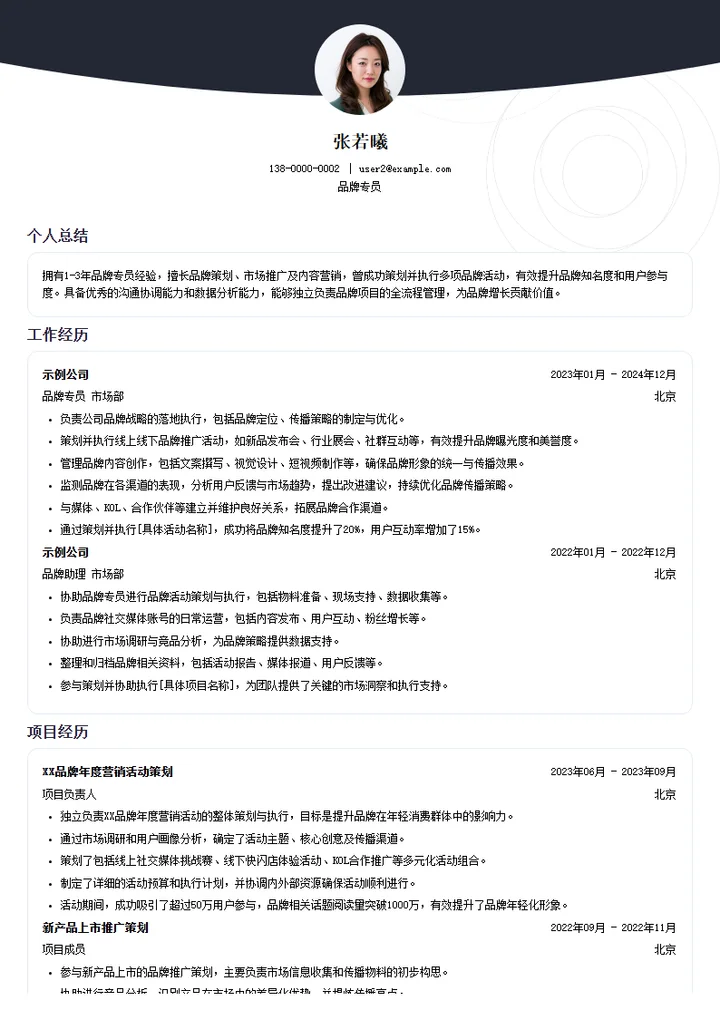 张若曦
138-0000-0002 | user2@example.com
品牌专员
个人总结
拥有1-3年品牌专员经验，擅长品牌策划、市场推广及内容营销，曾成功策划并执行多项品牌活动，有效提升品牌知名度和用户参与
度。具备优秀的沟通协调能力和数据分析能力，能够独立负责品牌项目的全流程管理，为品牌增长贡献价值。
工作经历
示例公司 2023年01月 - 2024年12月
品牌专员 市场部 北京
• 负责公司品牌战略的落地执行，包括品牌定位、传播策略的制定与优化。
• 策划并执行线上线下品牌推广活动，如新品发布会、行业展会、社群互动等，有效提升品牌曝光度和美誉度。
• 管理品牌内容创作，包括文案撰写、视觉设计、短视频制作等，确保品牌形象的统一与传播效果。
• 监测品牌在各渠道的表现，分析用户反馈与市场趋势，提出改进建议，持续优化品牌传播策略。
• 与媒体、KOL、合作伙伴等建立并维护良好关系，拓展品牌合作渠道。
• 通过策划并执行[具体活动名称]，成功将品牌知名度提升了20%，用户互动率增加了15%。
示例公司 2022年01月 - 2022年12月
品牌助理 市场部 北京
• 协助品牌专员进行品牌活动策划与执行，包括物料准备、现场支持、数据收集等。
• 负责品牌社交媒体账号的日常运营，包括内容发布、用户互动、粉丝增长等。
• 协助进行市场调研与竞品分析，为品牌策略提供数据支持。
• 整理和归档品牌相关资料，包括活动报告、媒体报道、用户反馈等。
• 参与策划并协助执行[具体项目名称]，为团队提供了关键的市场洞察和执行支持。
项目经历
XX品牌年度营销活动策划 2023年06月 - 2023年09月
项目负责人 北京
• 独立负责XX品牌年度营销活动的整体策划与执行，目标是提升品牌在年轻消费群体中的影响力。
• 通过市场调研和用户画像分析，确定了活动主题、核心创意及传播渠道。
• 策划了包括线上社交媒体挑战赛、线下快闪店体验活动、KOL合作推广等多元化活动组合。
• 制定了详细的活动预算和执行计划，并协调内外部资源确保活动顺利进行。
• 活动期间，成功吸引了超过50万用户参与，品牌相关话题阅读量突破1000万，有效提升了品牌年轻化形象。
新产品上市推广策划 2022年09月 - 2022年11月
项目成员 北京
• 参与新产品上市的品牌推广策划，主要负责市场信息收集和传播物料的初步构思。